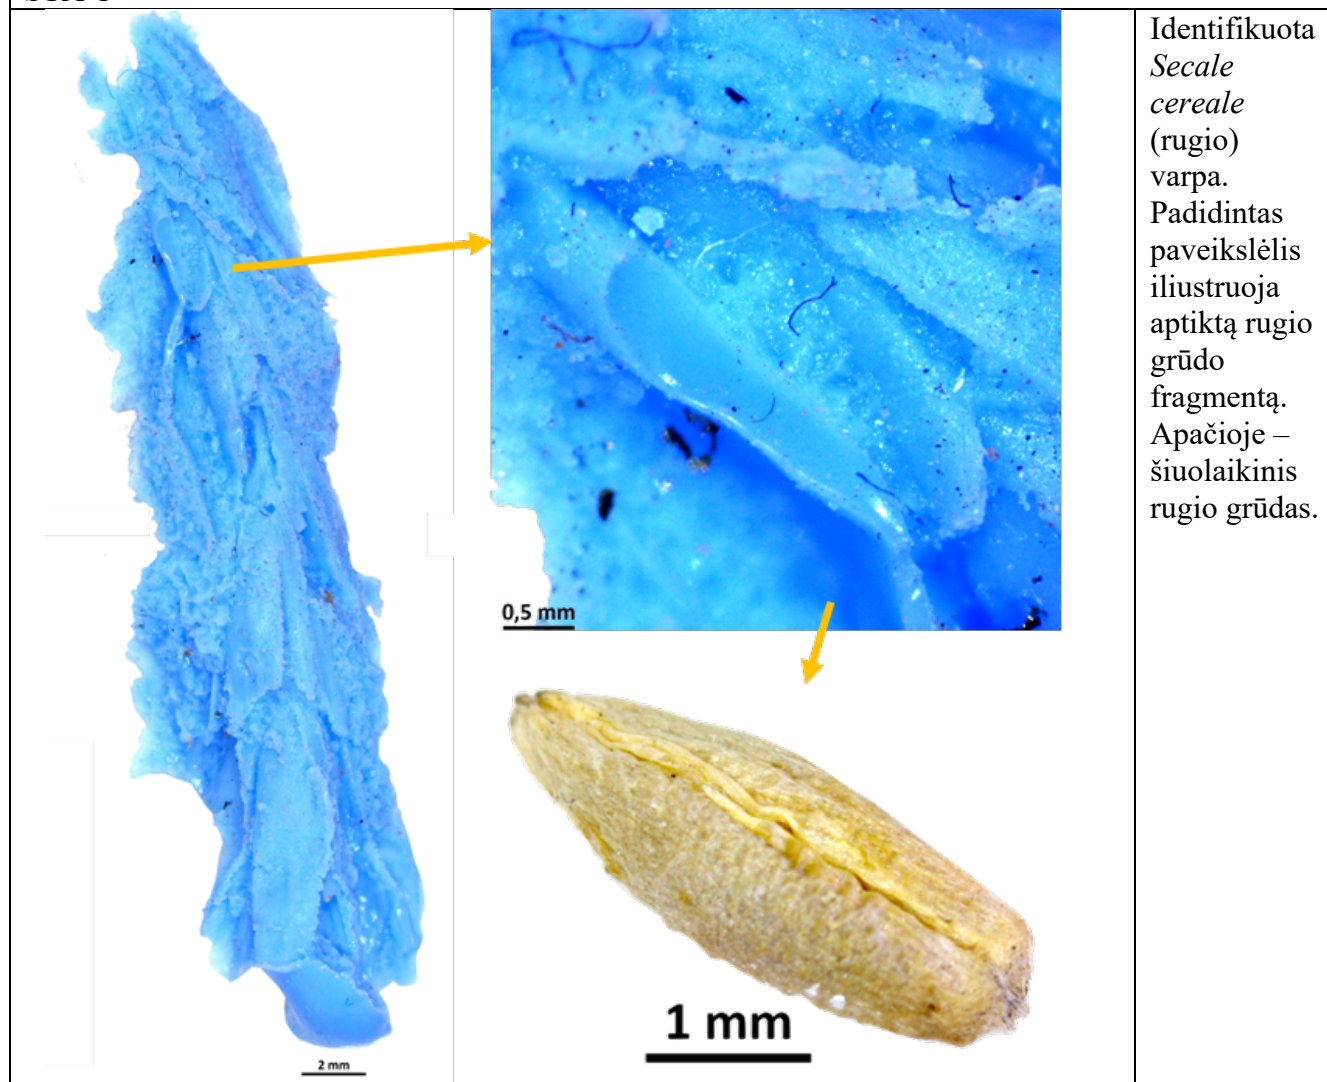 Identifikuota
Secale
cereale
(rugio)
varpa.
Padidintas
paveikslėlis
iliustruoja
aptiktą rugio
grūdo
fragmentą.
Apačioje –
šiuolaikinis
rugio grūdas.
0,5 mm
1 mm
2 mm